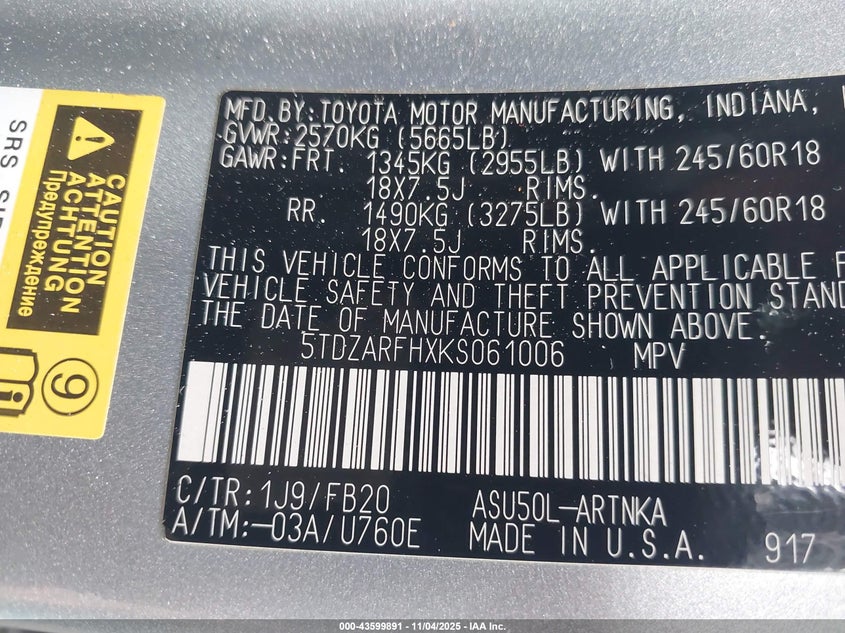 MFD.BY:TOYOTA MOTOR MANUFACTURING, INDIANA,
GVWR:2570KG (5665LB)
GAWR:FRT. 1345KG (2955LB) WITH 245/60R18
18X7.5J RIMS.
RR. 1490KG (3275LB) WITH 245/60R18
18X7.5J RIMS.
THIS VEHICLE CONFORMS TO ALL APPLICABLE
VEHICLE SAFETY AND THEFT PREVENTION
THE DATE OF MANUFACTURE SHOWN ABOVE.
5TDZARFHXKS061006 MPV
C/TR:1J9/FB20 ASU50L-ARTNKA
A/TM:-03A/U760E MADE IN U.S.A. 917
SRS
CAUTION
ATTENTION
ACHTUNG
Предупреждение
9
000-43599891 - 11/04/2025 - IAA Inc.